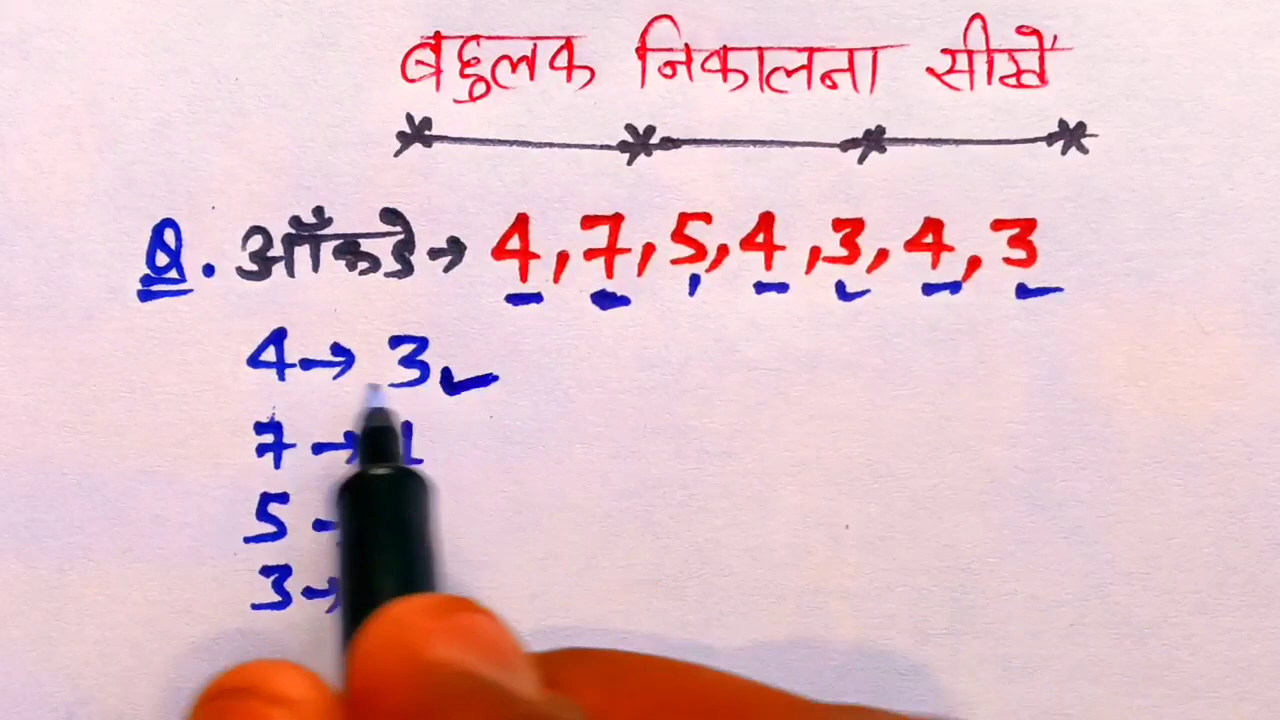 बहुलक निकालना सीखें
Q. आँकडे → 4, 7, 5, 4, 3, 4, 3
4 → 3
7 → 1
5 →
3 →